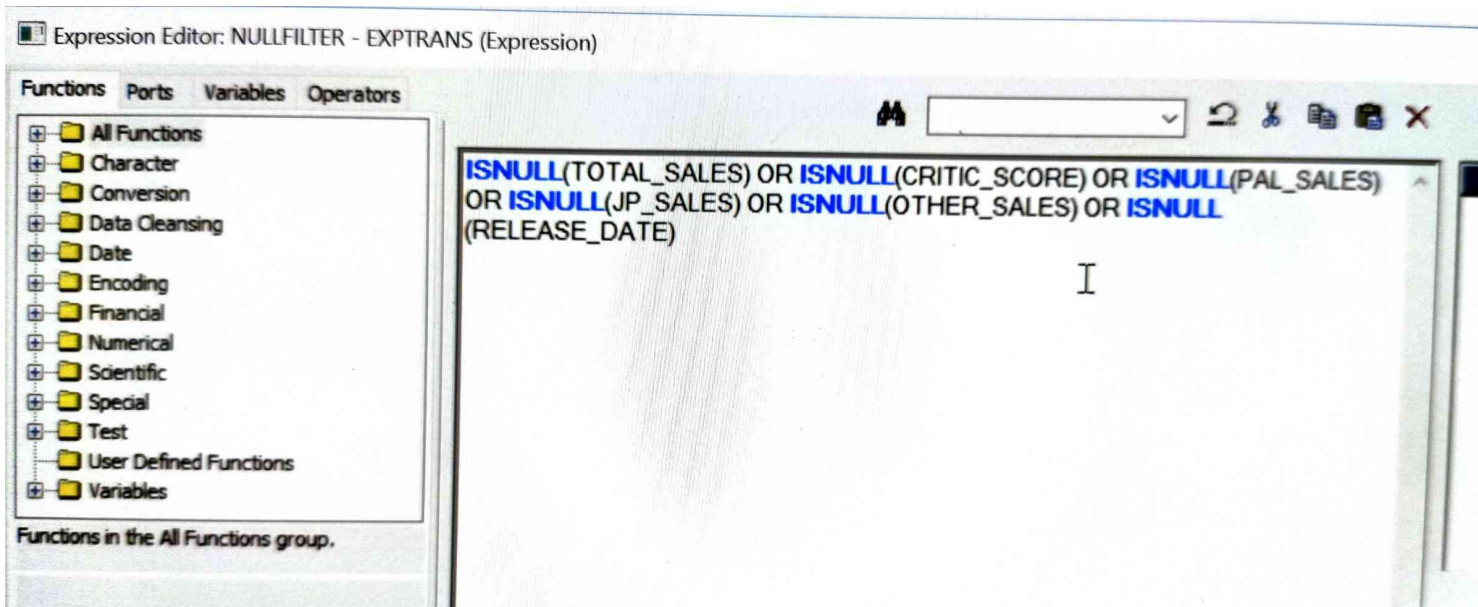 Expression Editor: NULLFILTER - EXPTRANS (Expression)
Functions Ports Variables Operators
All Functions
Character
Conversion
Data Cleansing
Date
Encoding
Financial
Numerical
Scientific
Special
Test
User Defined Functions
Variables
Functions in the All Functions group.
ISNULL(TOTAL_SALES) OR ISNULL(CRITIC_SCORE) OR ISNULL(PAL_SALES)
OR ISNULL(JP_SALES) OR ISNULL(OTHER_SALES) OR ISNULL
(RELEASE_DATE)